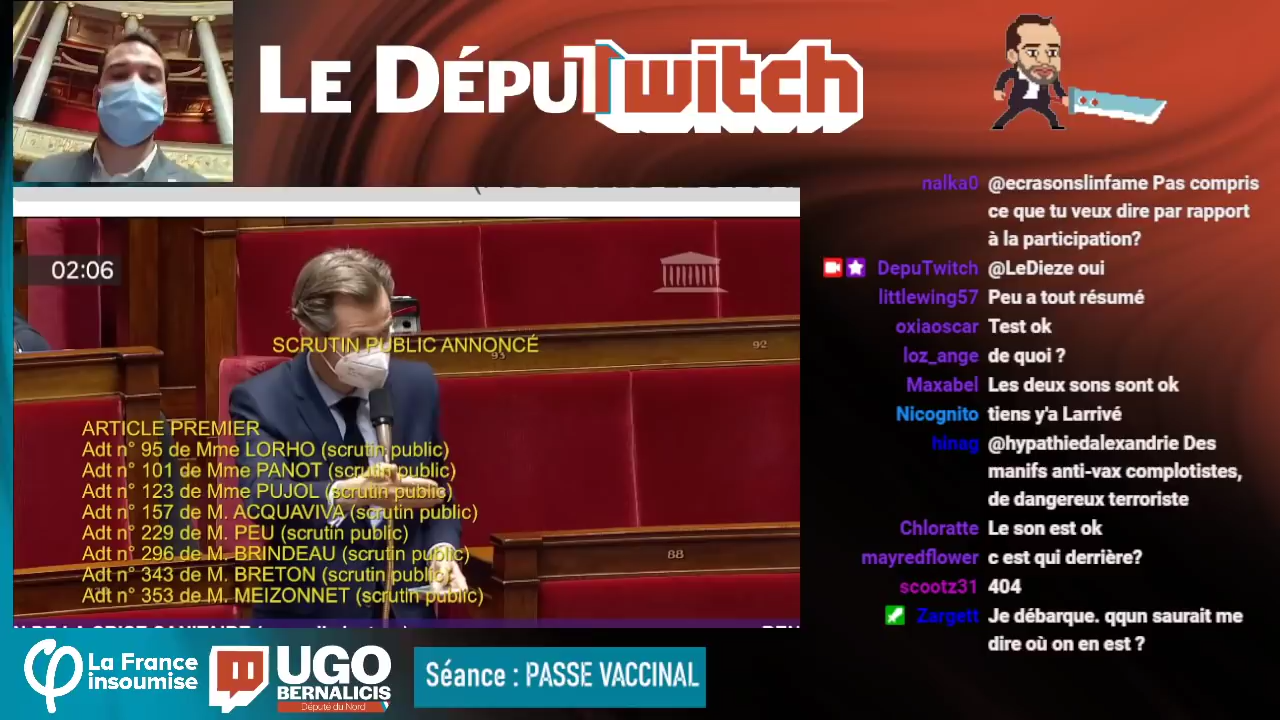 LE DÉPUTwitch
nalka0 @ecrasonslinfame Pas compris
ce que tu veux dire par rapport
à la participation?
DepuTwitch @LeDieze oui
littlewing57 Peu a tout résumé
oxiaoscar Test ok
loz_ange de quoi ?
Maxabel Les deux sons sont ok
Nicognito tiens y'a Larrivé
hinag @hypathiedalexandrie Des
manifs anti-vax complotistes,
de dangereux terroriste
Chloratte Le son est ok
mayredflower c est qui derrière?
scootz31 404
Zargett Je débarque. qqun saurait me
dire où on en est ?
02:06
92
SCRUTIN PUBLIC ANNONCÉ
93
ARTICLE PREMIER
Adt n° 95 de Mme LORHO (scrutin public)
Adt n° 101 de Mme PANOT (scrutin public)
Adt n° 123 de Mme PUJOL (scrutin public)
Adt n° 157 de M. ACQUAVIVA (scrutin public)
Adt n° 229 de M. PEU (scrutin public)
Adt n° 296 de M. BRINDEAU (scrutin public)
88
Adt n° 343 de M. BRETON (scrutin public)
Adt n° 353 de M. MEIZONNET (scrutin public)
La France
insoumise
UGO
BERNALICIS
Député du Nord
Séance : PASSE VACCINAL